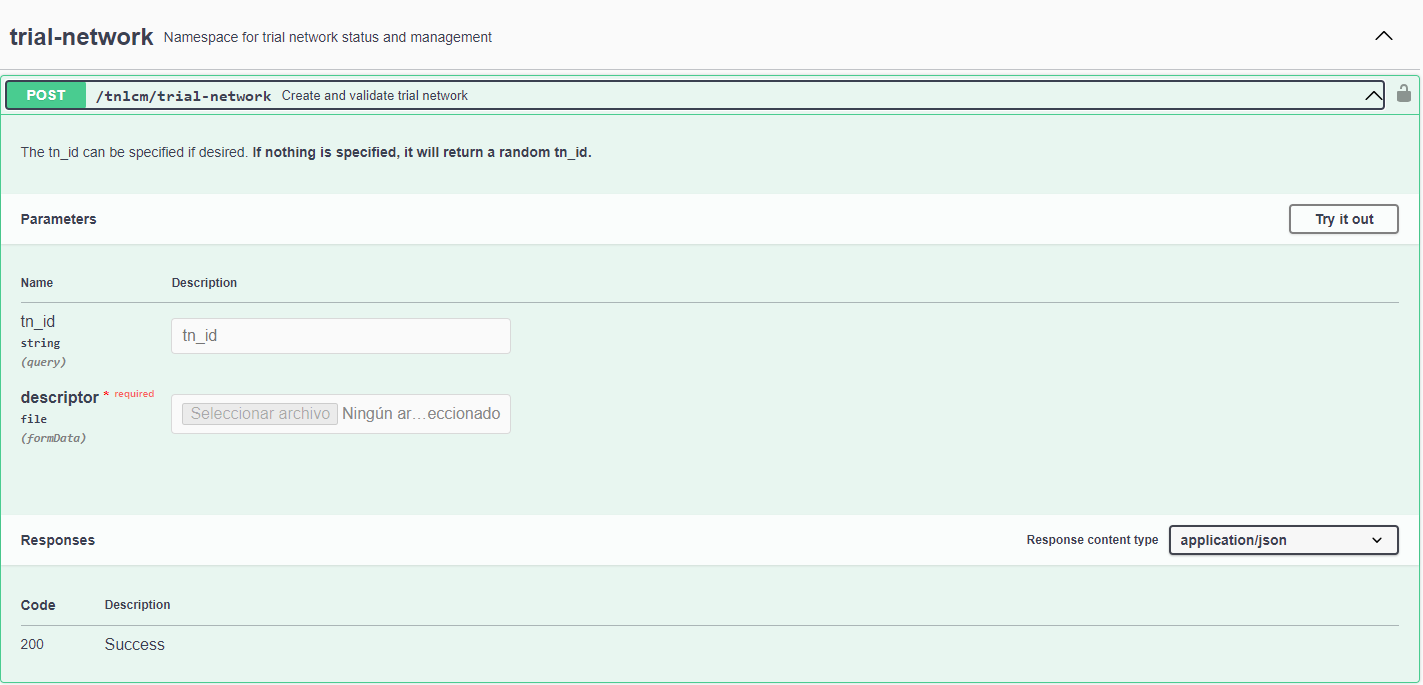 trial-network Namespace for trial network status and management
POST /tnlcm/trial-network Create and validate trial network
The tn_id can be specified if desired. If nothing is specified, it will return a random tn_id.
Parameters Try it out
Name Description
tn_id tn_id
string
(query)
descriptor * required
file
(formData)
Seleccionar archivo Ningún ar...eccionado
Responses Response content type application/json
Code Description
200 Success